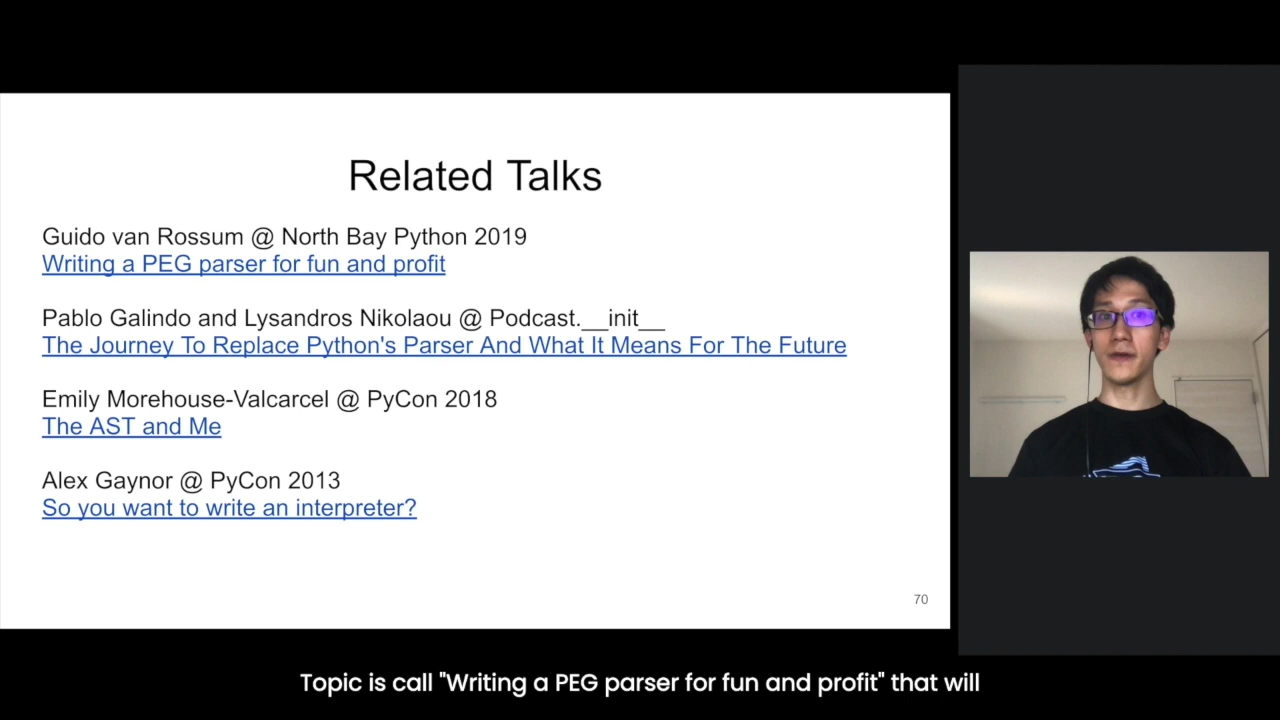 Related Talks
Guido van Rossum @ North Bay Python 2019
Writing a PEG parser for fun and profit
Pablo Galindo and Lysandros Nikolaou @ Podcast.__init__
The Journey To Replace Python's Parser And What It Means For The Future
Emily Morehouse-Valcarcel @ PyCon 2018
The AST and Me
Alex Gaynor @ PyCon 2013
So you want to write an interpreter?
70
Topic is call "Writing a PEG parser for fun and profit" that will